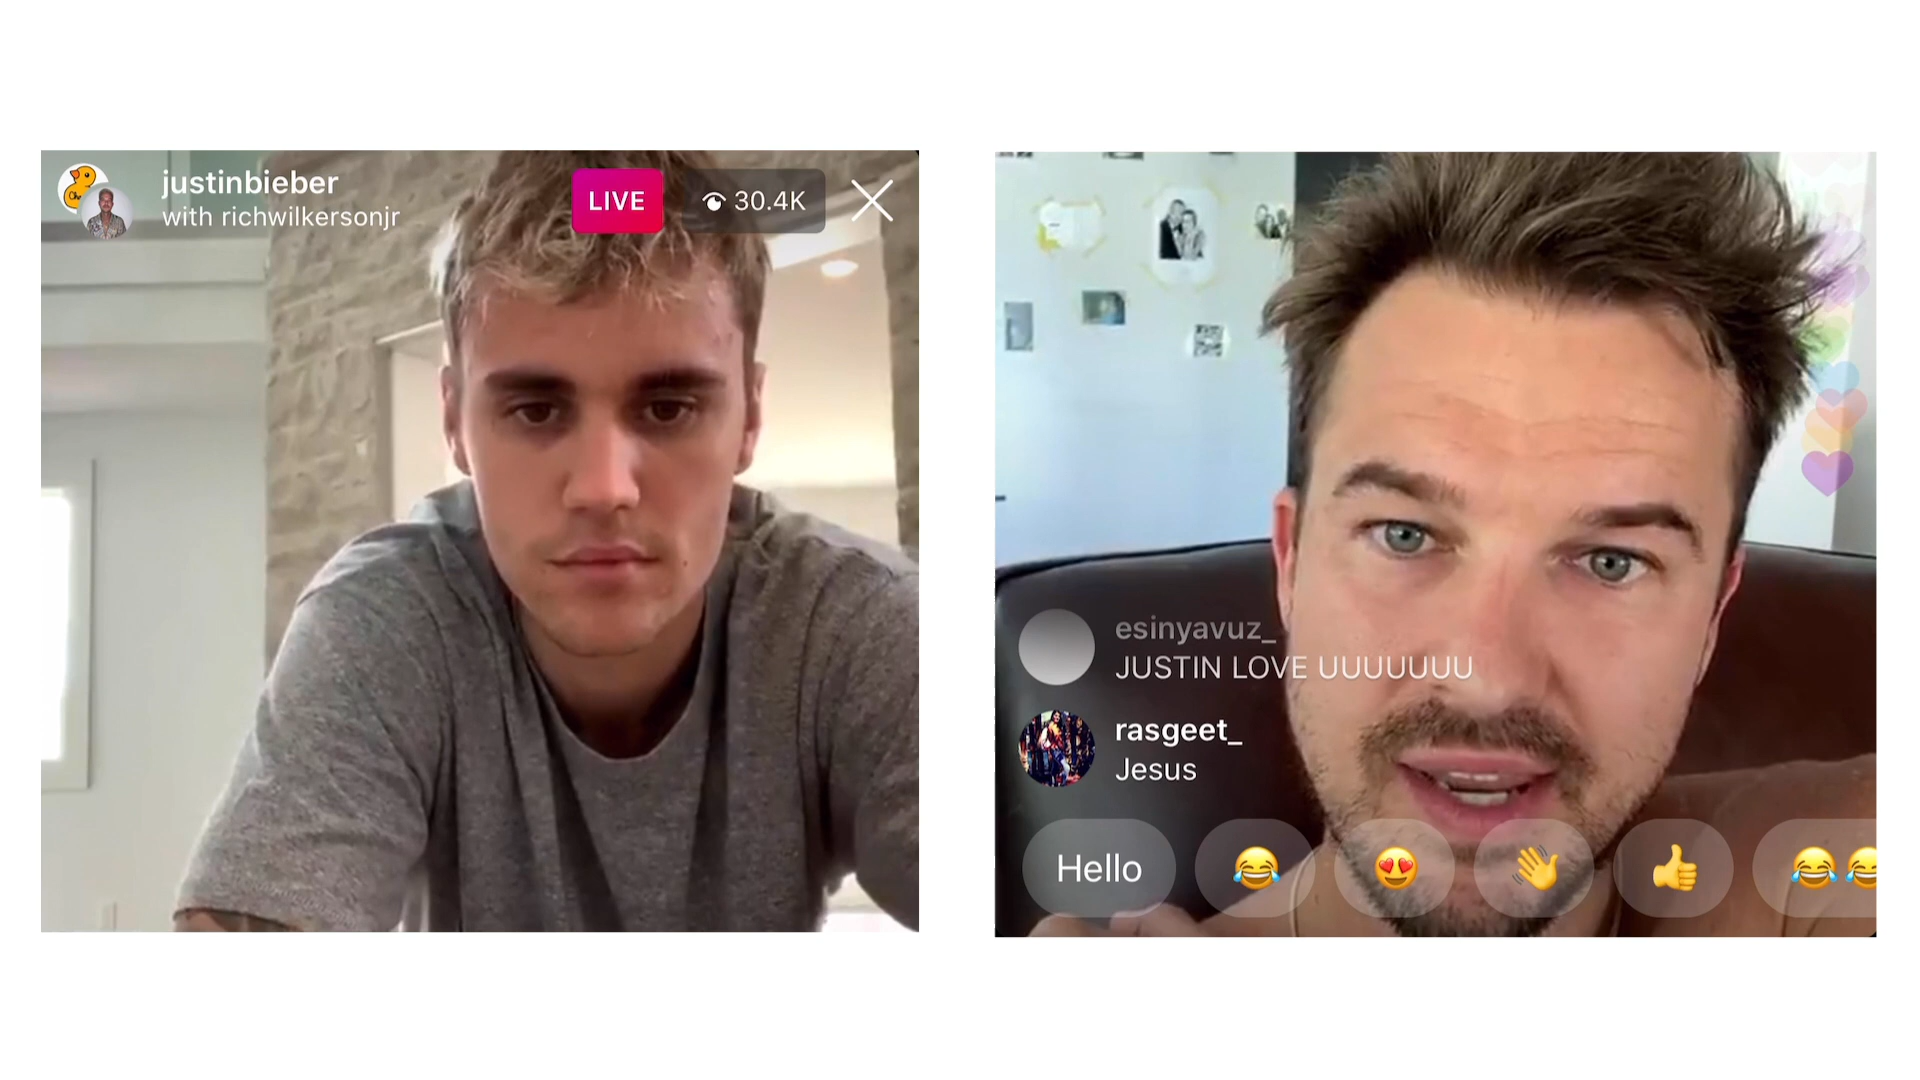 justinbieber
with richwilkersonjr
LIVE
30.4K
esinyavuz_
JUSTIN LOVE UUUUUUU
rasgeet_
Jesus
Hello